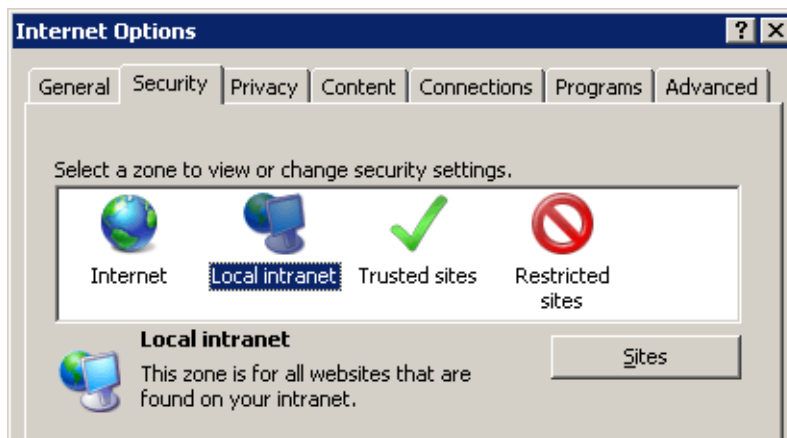 Internet Options
General Security Privacy Content Connections Programs Advanced
Select a zone to view or change security settings.
Internet Local intranet Trusted sites Restricted
sites
Local intranet
Sites
This zone is for all websites that are
found on your intranet.